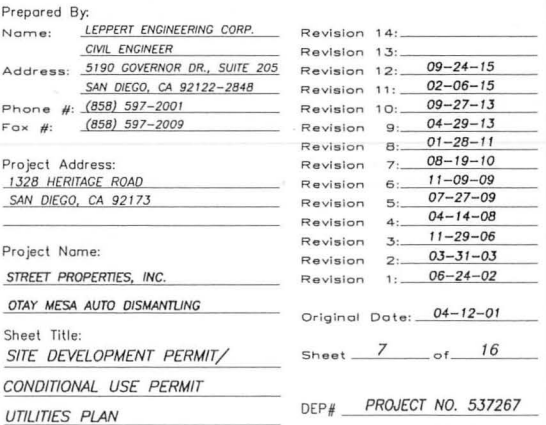 Prepared By:
Name: LEPPERT ENGINEERING CORP.
CIVIL ENGINEER
Address: 5190 GOVERNOR DR., SUITE 205
SAN DIEGO, CA 92122-2848
Phone #: (858) 597-2001
Fax #: (858) 597-2009
Project Address:
1328 HERITAGE ROAD
SAN DIEGO, CA 92173
Project Name:
STREET PROPERTIES, INC.
OTAY MESA AUTO DISMANTLING
Sheet Title:
SITE DEVELOPMENT PERMIT/
CONDITIONAL USE PERMIT
UTILITIES PLAN
Revision 14:
Revision 13:
Revision 12: 09-24-15
Revision 11: 02-06-15
Revision 10: 09-27-13
Revision 9: 04-29-13
Revision 8: 01-28-11
Revision 7: 08-19-10
Revision 6: 11-09-09
Revision 5: 07-27-09
Revision 4: 04-14-08
Revision 3: 11-29-06
Revision 2: 03-31-03
Revision 1: 06-24-02
Original Date: 04-12-01
Sheet 7 of 16
DEP# PROJECT NO. 537267